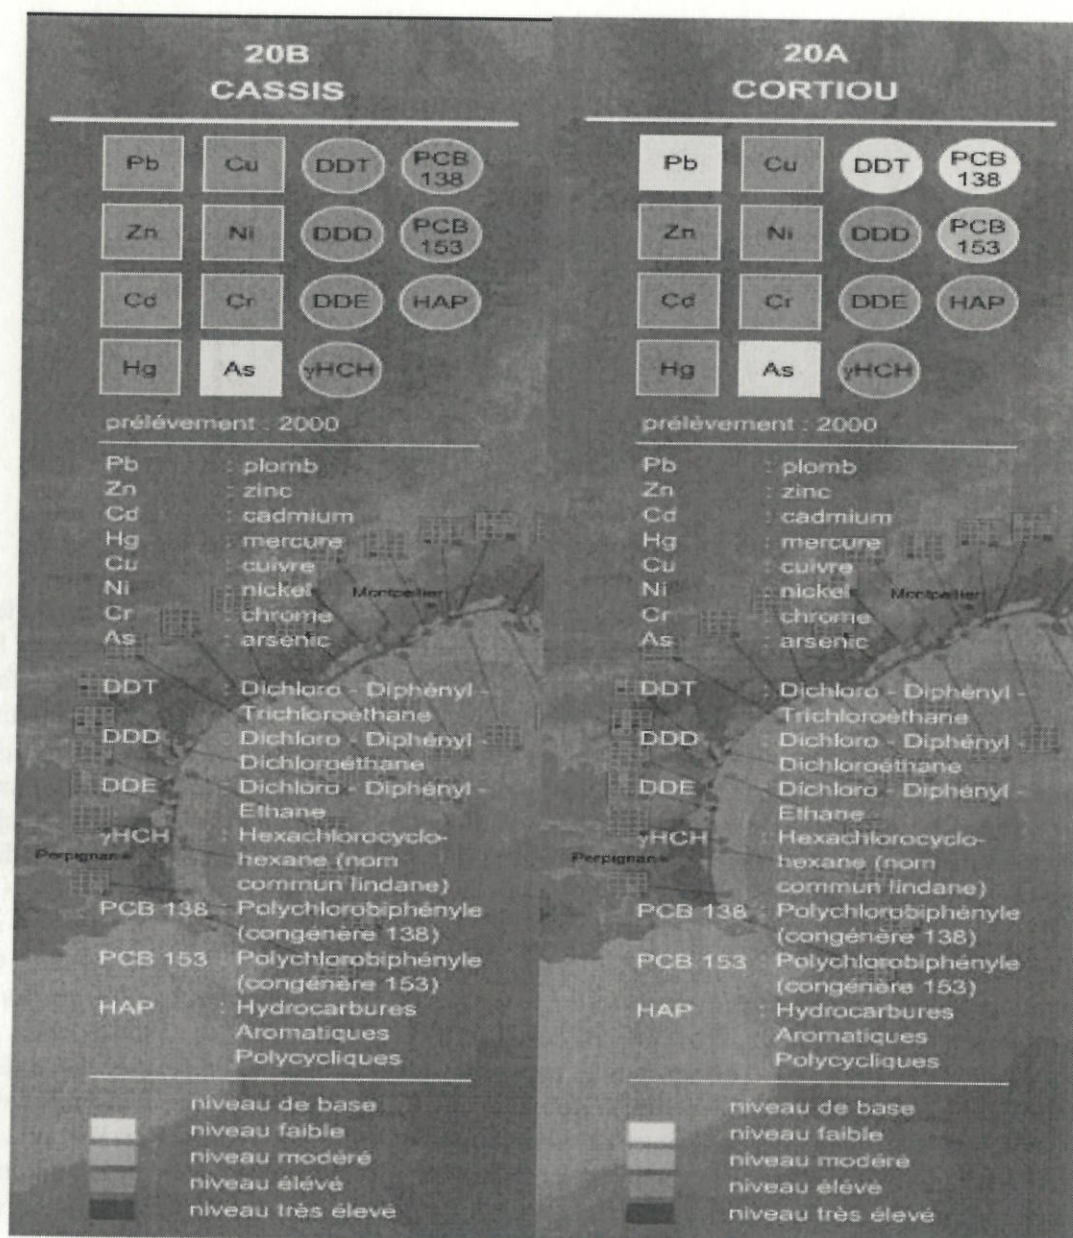 20B
CASSIS
Pb Cu DDT PCB 138
Zn Ni DDD PCB 153
Cd Cr DDE HAP
Hg As γHCH
prélévement : 2000
Pb : plomb
Zn : zinc
Cd : cadmium
Hg : mercure
Cu : cuivre
Ni : nickel
Cr : chrome
As : arsenic
Montpellier
DDT : Dichloro - Diphényl -
Trichloroéthane
DDD : Dichloro - Diphényl -
Dichloroéthane
DDE : Dichloro - Diphényl -
Ethane
γHCH : Hexachlorocyclo-
hexane (nom
commun lindane)
Perpignan
PCB 138 : Polychlorobiphényle
(congénère 138)
PCB 153 : Polychlorobiphényle
(congénère 153)
HAP : Hydrocarbures
Aromatiques
Polycycliques
niveau de base
niveau faible
niveau modéré
niveau élévé
niveau très élevé
20A
CORTIOU
Pb Cu DDT PCB 138
Zn Ni DDD PCB 153
Cd Cr DDE HAP
Hg As γHCH
prélèvement : 2000
Pb : plomb
Zn : zinc
Cd : cadmium
Hg : mercure
Cu : cuivre
Ni : nickel
Cr : chrome
As : arsenic
Montpellier
DDT : Dichloro - Diphényl -
Trichloroéthane
DDD : Dichloro - Diphényl -
Dichloroéthane
DDE : Dichloro - Diphényl -
Ethane
γHCH : Hexachlorocyclo-
hexane (nom
commun lindane)
Perpignan
PCB 138 : Polychlorobiphényle
(congénère 138)
PCB 153 : Polychlorobiphényle
(congénère 153)
HAP : Hydrocarbures
Aromatiques
Polycycliques
niveau de base
niveau faible
niveau modéré
niveau élévé
niveau très élevé